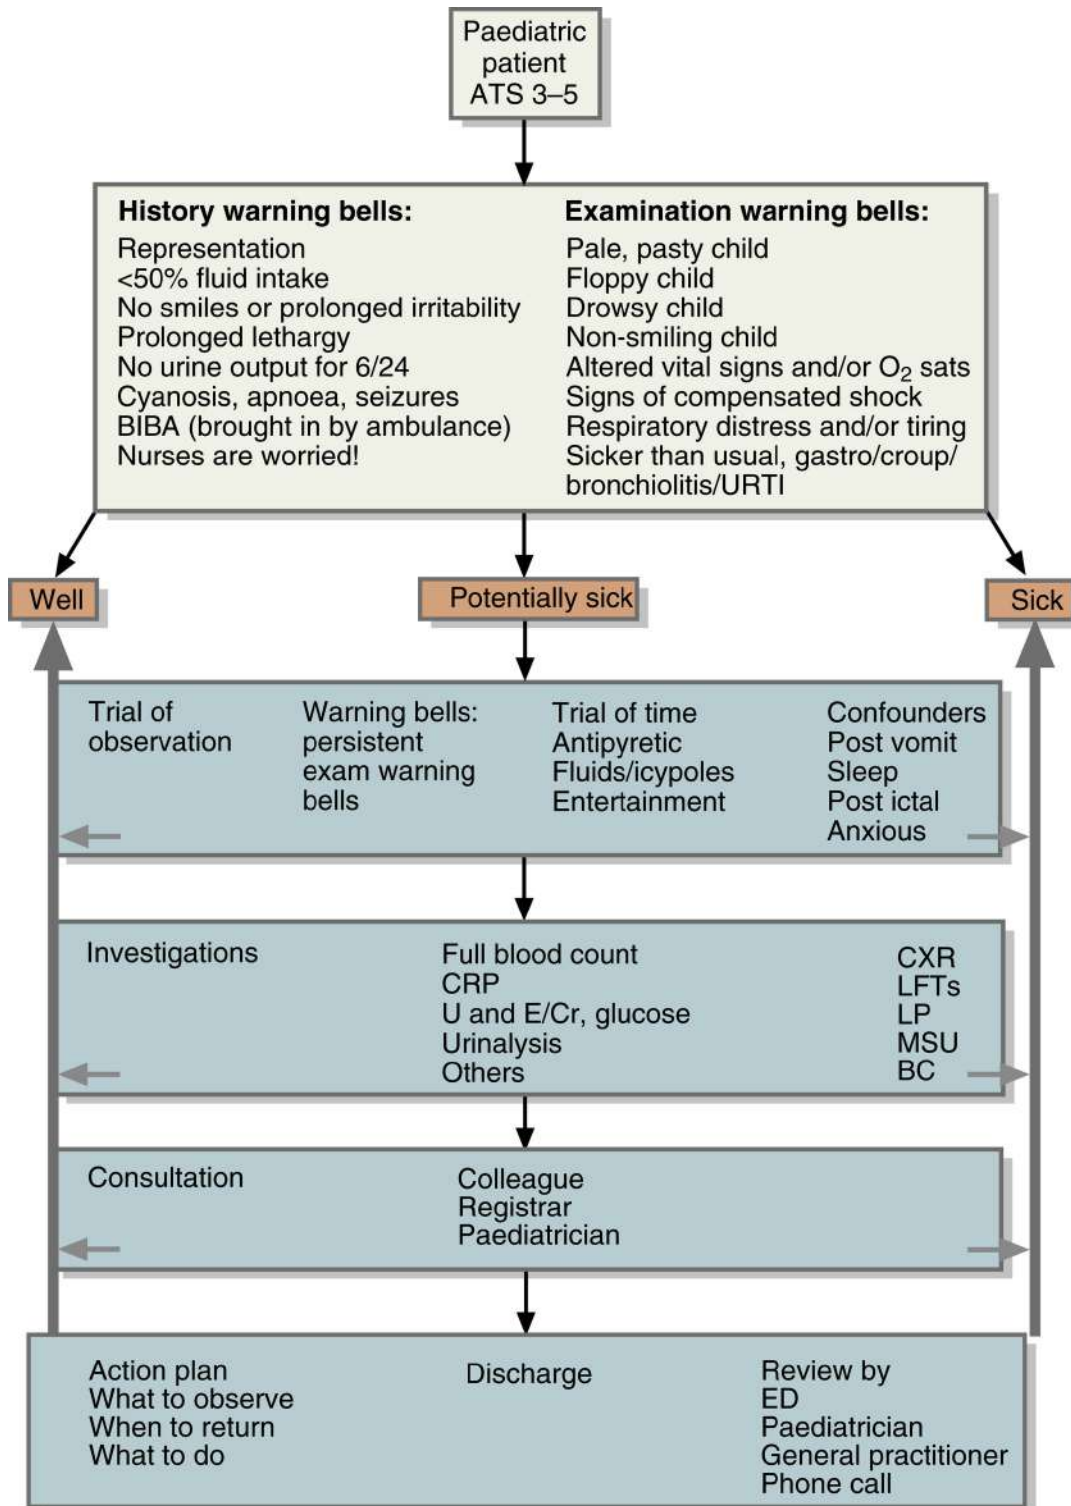 Paediatric
patient
ATS 3–5
History warning bells:
Representation
<50% fluid intake
No smiles or prolonged irritability
Prolonged lethargy
No urine output for 6/24
Cyanosis, apnoea, seizures
BIBA (brought in by ambulance)
Nurses are worried!
Examination warning bells:
Pale, pasty child
Floppy child
Drowsy child
Non-smiling child
Altered vital signs and/or O₂ sats
Signs of compensated shock
Respiratory distress and/or tiring
Sicker than usual, gastro/croup/
bronchiolitis/URTI
Well
Potentially sick
Sick
Trial of
observation
Warning bells:
persistent
exam warning
bells
Trial of time
Antipyretic
Fluids/icypoles
Entertainment
Confounders
Post vomit
Sleep
Post ictal
Anxious
Investigations
Full blood count
CRP
U and E/Cr, glucose
Urinalysis
Others
CXR
LFTs
LP
MSU
BC
Consultation
Colleague
Registrar
Paediatrician
Action plan
What to observe
When to return
What to do
Discharge
Review by
ED
Paediatrician
General practitioner
Phone call